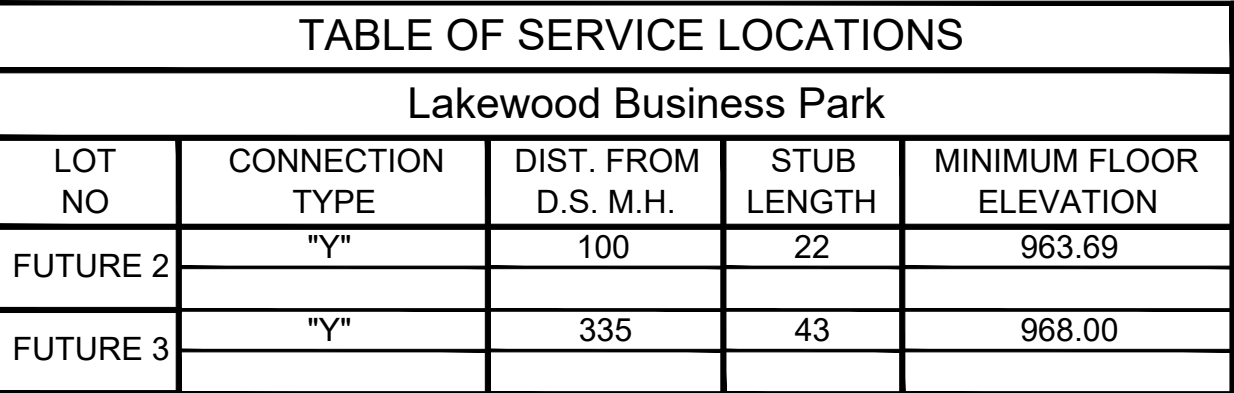 TABLE OF SERVICE LOCATIONS
Lakewood Business Park
LOT NO CONNECTION TYPE DIST. FROM D.S. M.H. STUB LENGTH MINIMUM FLOOR ELEVATION
FUTURE 2 "Y" 100 22 963.69
FUTURE 3 "Y" 335 43 968.00